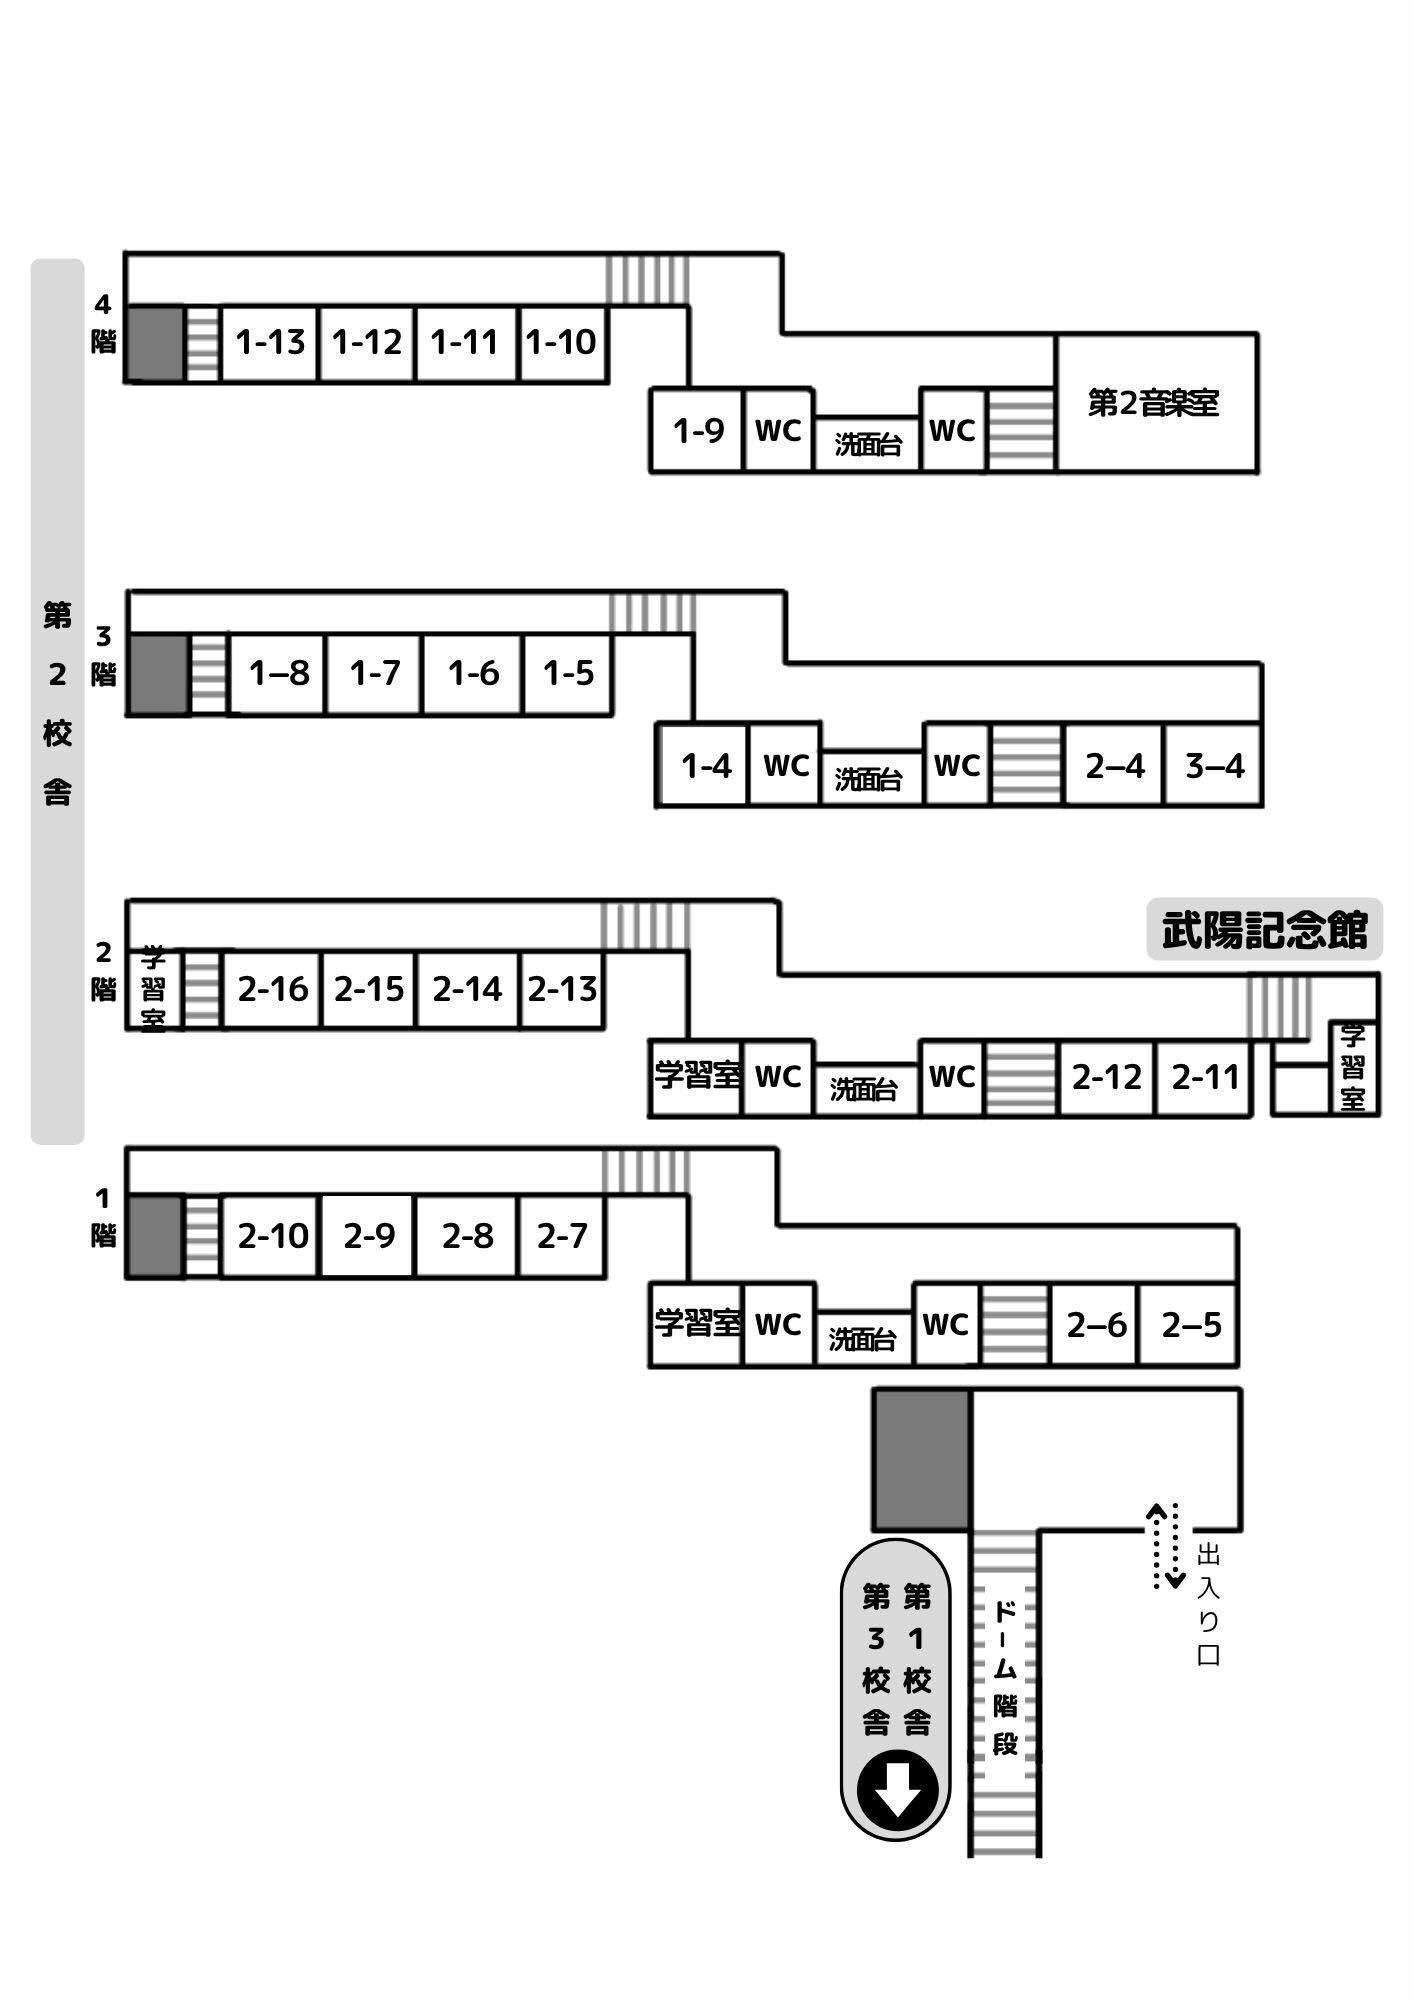 第2校舎
4階
1-13
1-12
1-11
1-10
1-9
WC
洗面台
WC
第2音楽室
3階
1–8
1-7
1-6
1-5
1-4
WC
洗面台
WC
2–4
3–4
武陽記念館
2階
学習室
2-16
2-15
2-14
2-13
学習室
WC
洗面台
WC
2-12
2-11
学習室
1階
2-10
2-9
2-8
2-7
学習室
WC
洗面台
WC
2–6
2–5
出入り口
第1校舎
第3校舎
ドーム階段